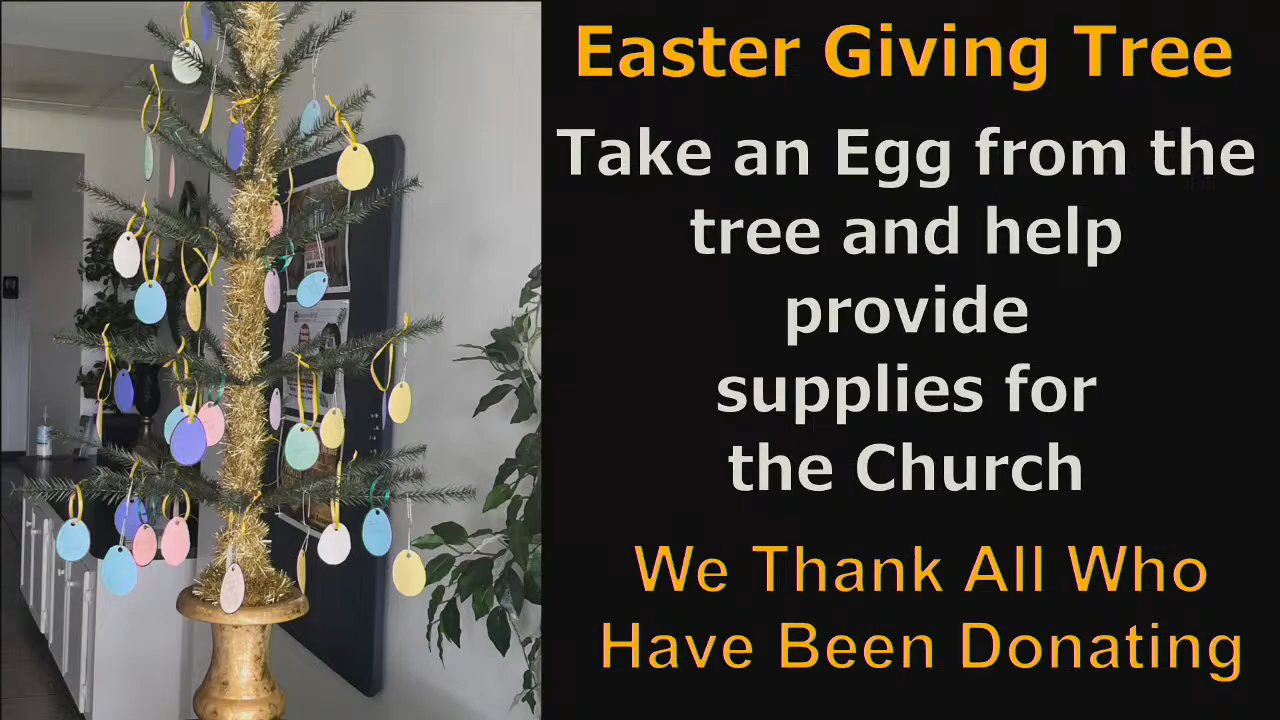 Easter Giving Tree
Take an Egg from the
tree and help
provide
supplies for
the Church
We Thank All Who
Have Been Donating